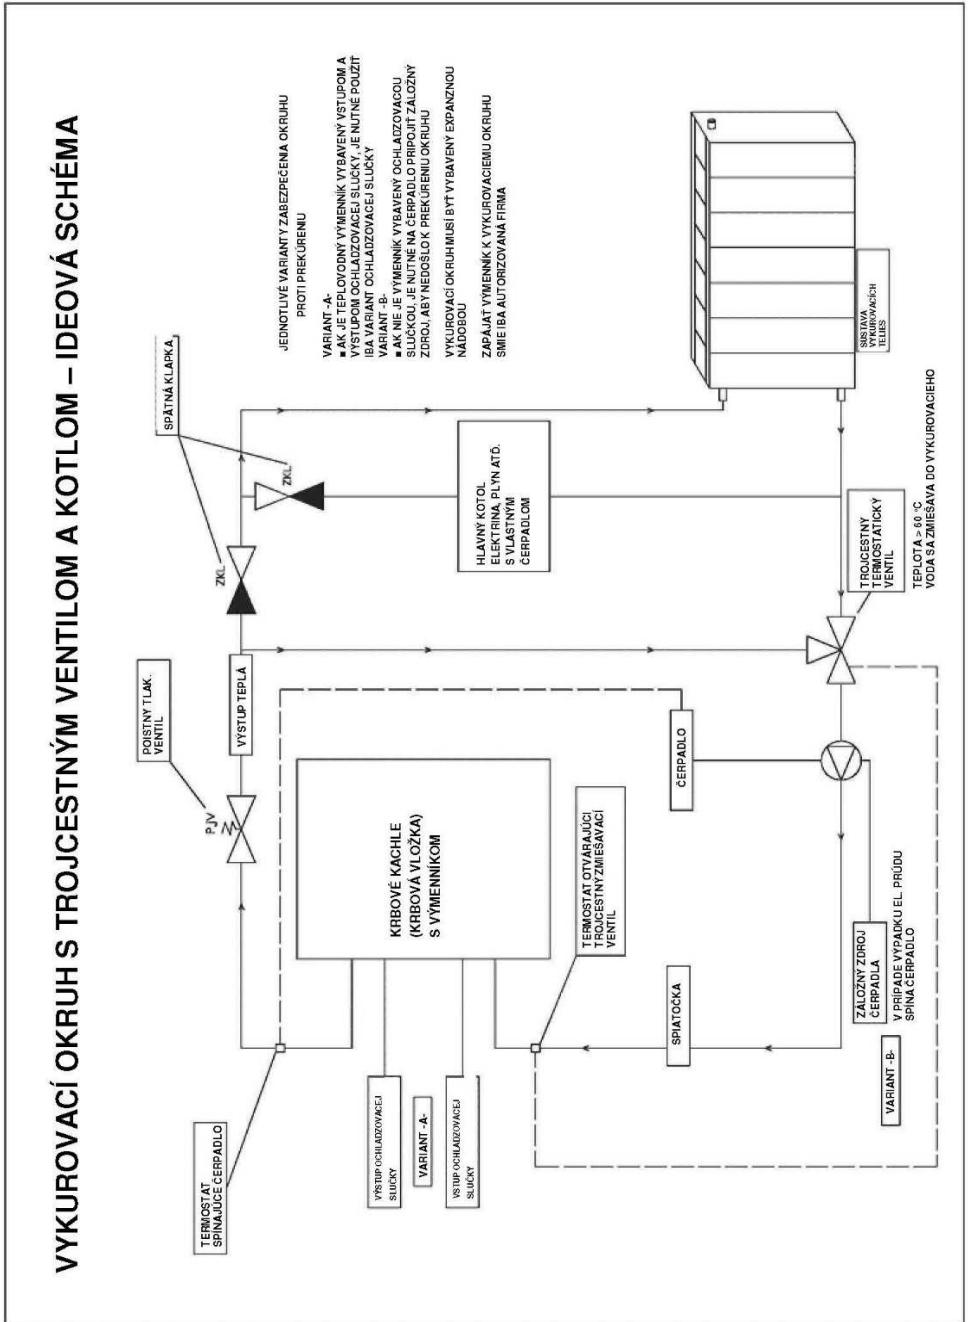 VYKUROVACÍ OKRUH S TROJCESTNÝM VENTILOM A KOTLOM – IDEOVÁ SCHÉMA
TERMOSTAT
SPÍNAJÚCE ČERPADLO
POISTNÝ TLAK.
VENTIL
PJV
VÝSTUP TEPLÁ
SPÄTNÁ KLAPKA
ZKL
ZKL
JEDNOTLIVÉ VARIANTY ZABEZPEČENIA OKRUHU
PROTI PREKÚRENIU
VARIANT -A-
■ AK JE TEPLOVODNÝ VÝMENNÍK VYBAVENÝ VSTUPOM A
VÝSTUPOM OCHLADZOVACEJ SLUČKY, JE NUTNÉ POUŽIŤ
IBA VARIANT OCHLADZOVACEJ SLUČKY
VARIANT -B-
■ AK NIE JE VÝMENNÍK VYBAVENÝ OCHLADZOVACOU
SLUČKOU, JE NUTNÉ NA ČERPADLO PRIPOJIŤ ZÁLOŽNÝ
ZDROJ, ABY NEDOŠLO K PREKÚRENIU OKRUHU
VYKUROVACÍ OKRUH MUSÍ BYŤ VYBAVENÝ EXPANZNOU
NÁDOBOU
ZAPÁJAŤ VÝMENNÍK K VYKUROVACIEMU OKRUHU
SMIE IBA AUTORIZOVANÁ FIRMA
VÝSTUP OCHLADZOVACEJ
SLUČKY
VARIANT -A-
VSTUP OCHLADZOVACEJ
SLUČKY
KRBOVÉ KACHLE
(KRBOVÁ VLOŽKA)
S VÝMENNÍKOM
HLAVNÝ KOTOL
ELEKTRINA, PLYN ATĎ.
S VLASTNÝM
ČERPADLOM
TERMOSTAT OTVÁRAJÚCI
TROJCESTNÝ ZMIEŠAVACÍ
VENTIL
ČERPADLO
SPIATOČKA
SÚSTAVA
VYKUROVACÍCH
TELIES
TROJCESTNÝ
TERMOSTATICKÝ
VENTIL
TEPLOTA > 60 °C
VODA SA ZMIEŠAVA DO VYKUROVACIEHO
ZÁLOŽNÝ ZDROJ
ČERPADLA
V PRÍPADE VÝPADKU EL. PRÚDU
SPÍNA ČERPADLO
VARIANT -B-